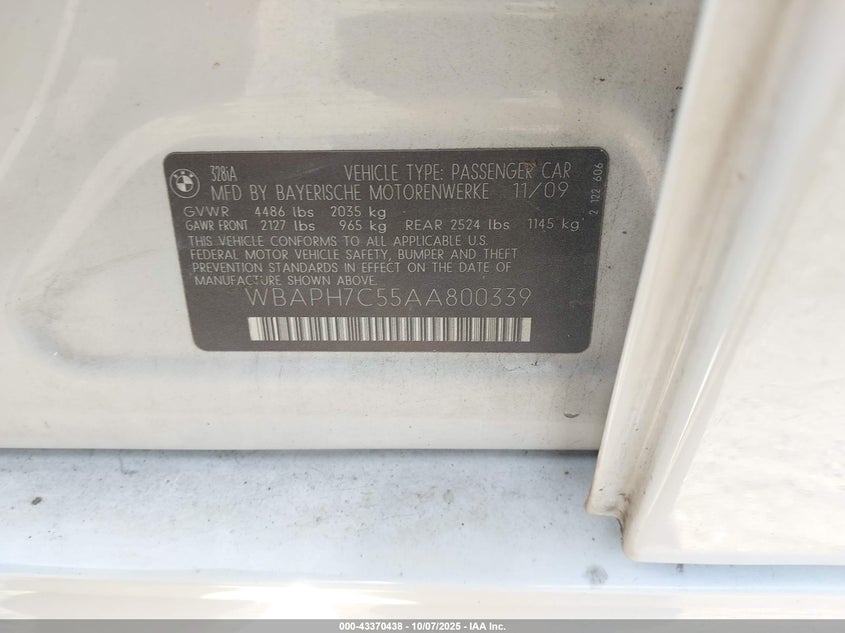 328iA VEHICLE TYPE: PASSENGER CAR
MFD BY BAYERISCHE MOTORENWERKE 11/09
GVWR 4486 lbs 2035 kg
GAWR FRONT 2127 lbs 965 kg REAR 2524 lbs 1145 kg
THIS VEHICLE CONFORMS TO ALL APPLICABLE U.S.
FEDERAL MOTOR VEHICLE SAFETY, BUMPER AND THEFT
PREVENTION STANDARDS IN EFFECT ON THE DATE OF
MANUFACTURE SHOWN ABOVE.
WBAPH7C55AA800339
2 122 606
000-43370438 - 10/07/2025 - IAA Inc.